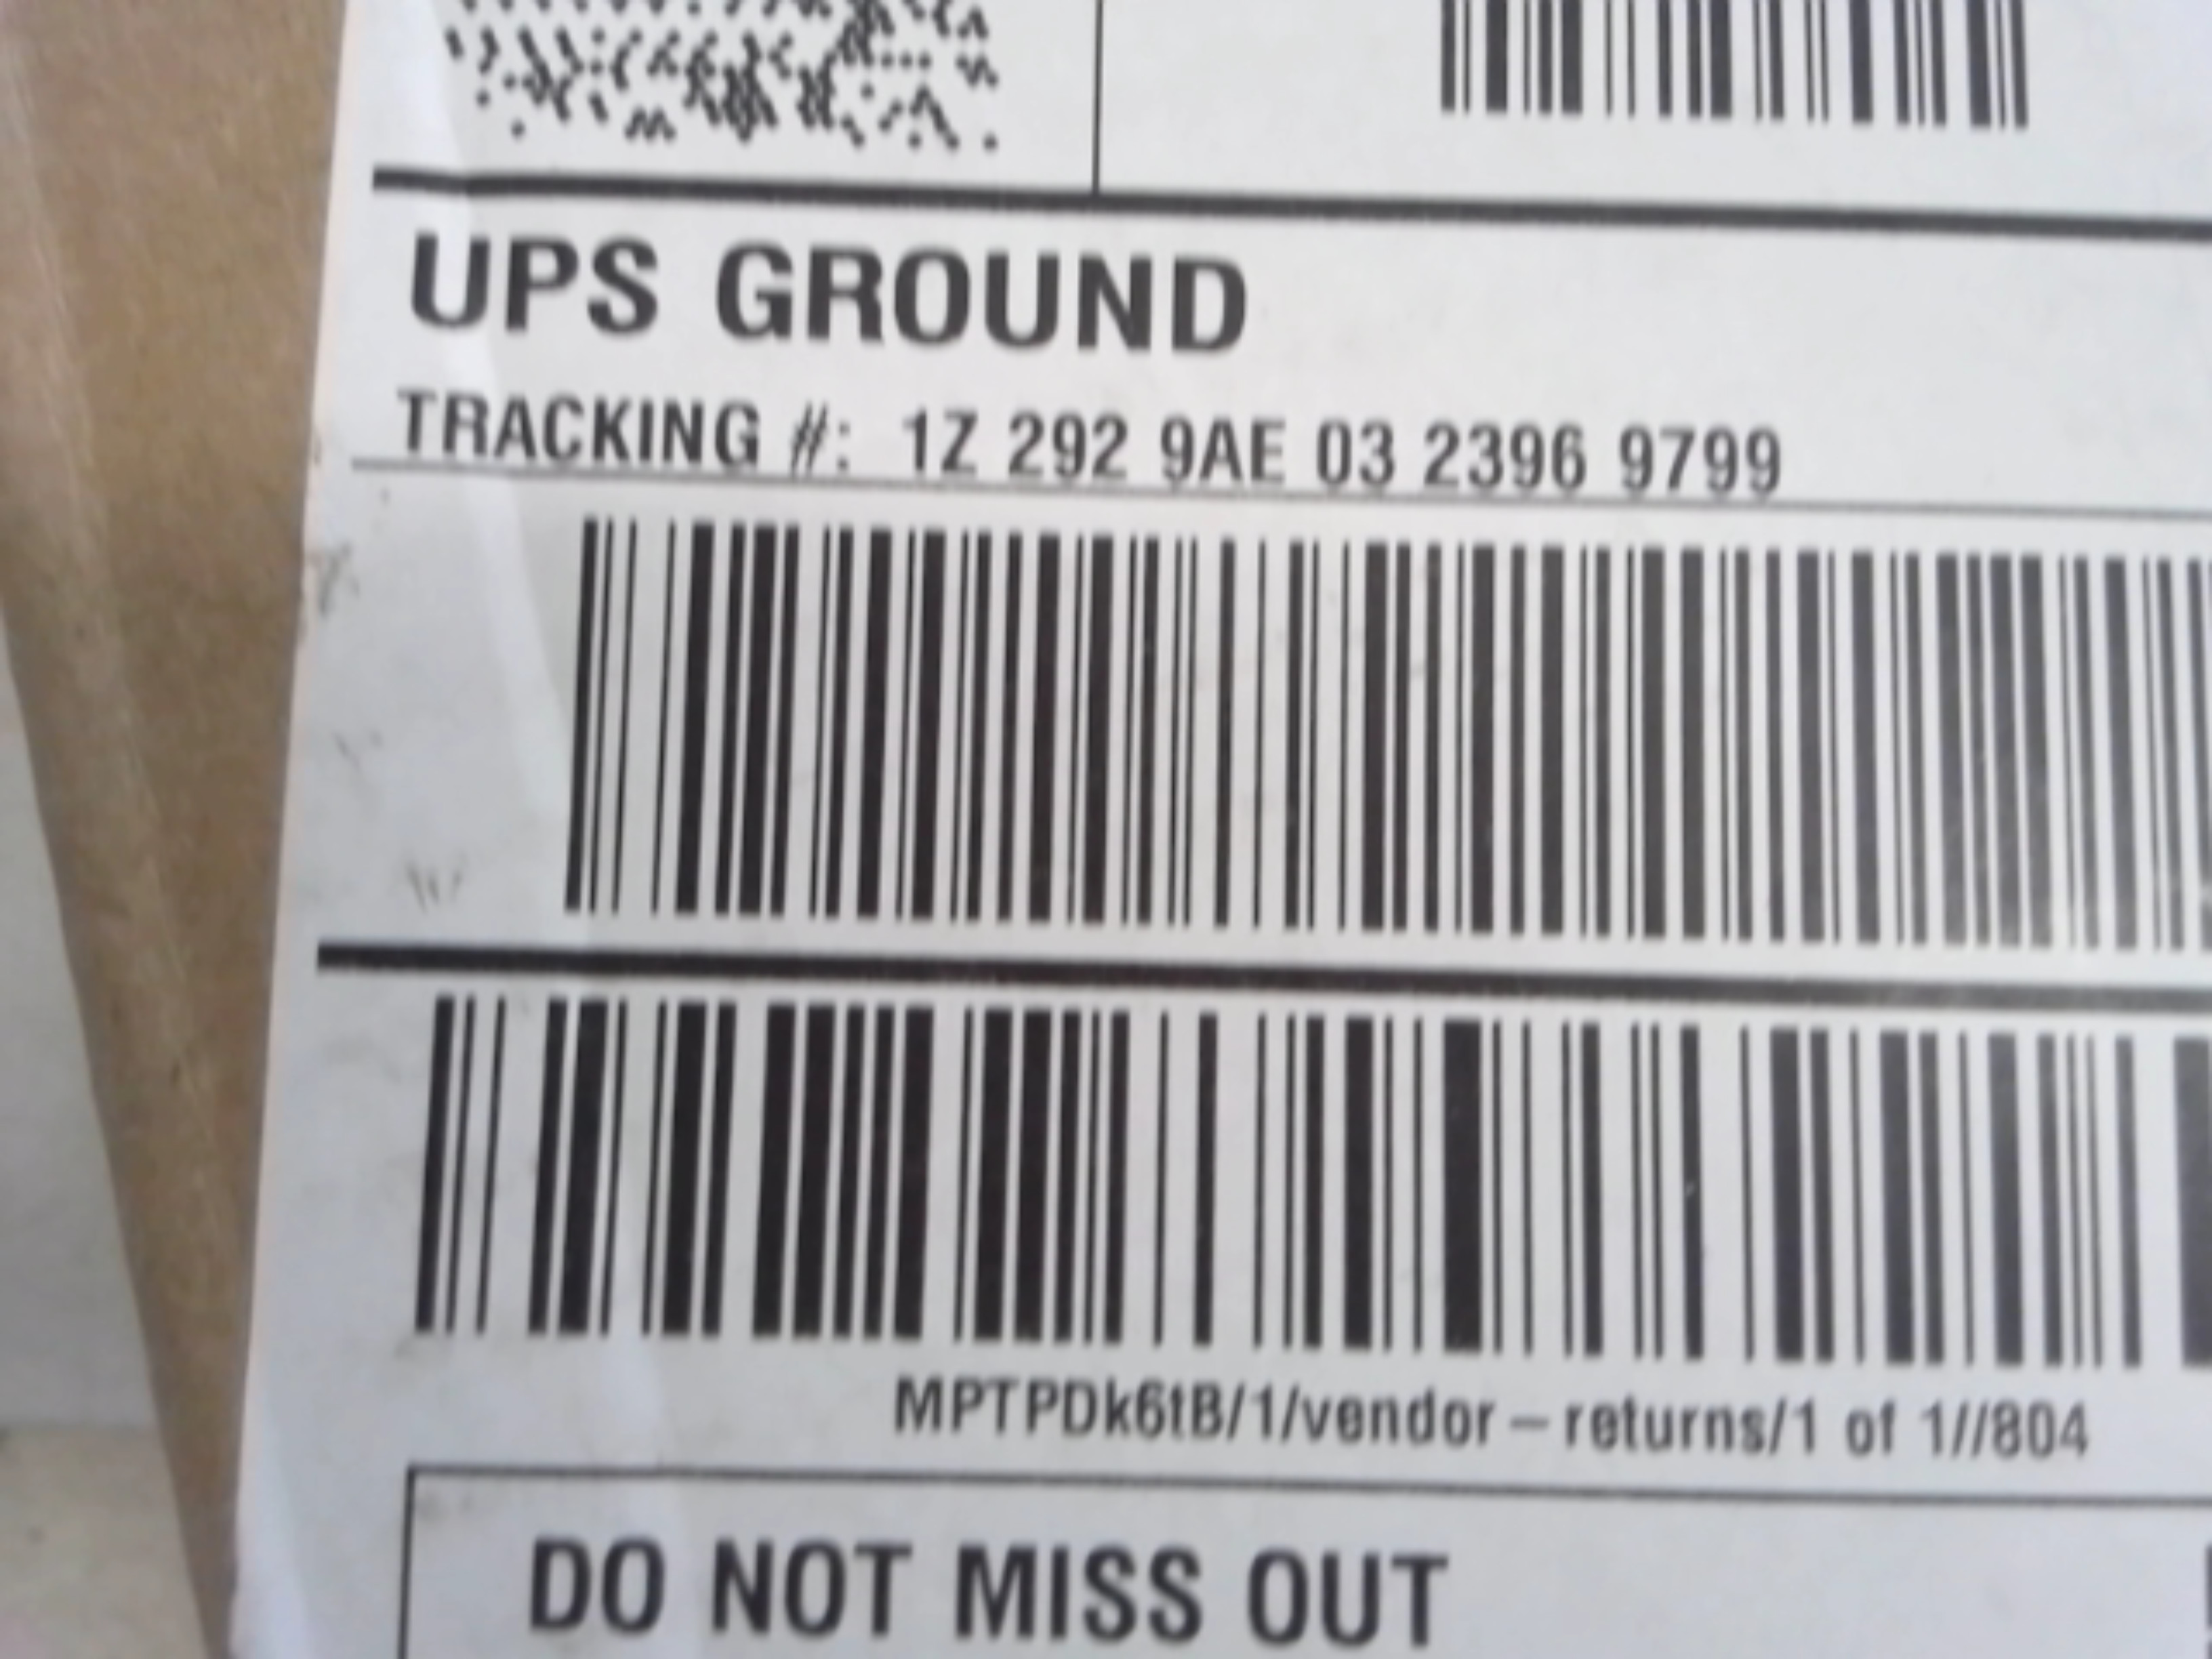 UPS GROUND
TRACKING #: 1Z 292 9AE 03 2396 9799
MPTPDk6tB/1/vendor-returns/1 of 1//804
DO NOT MISS OUT